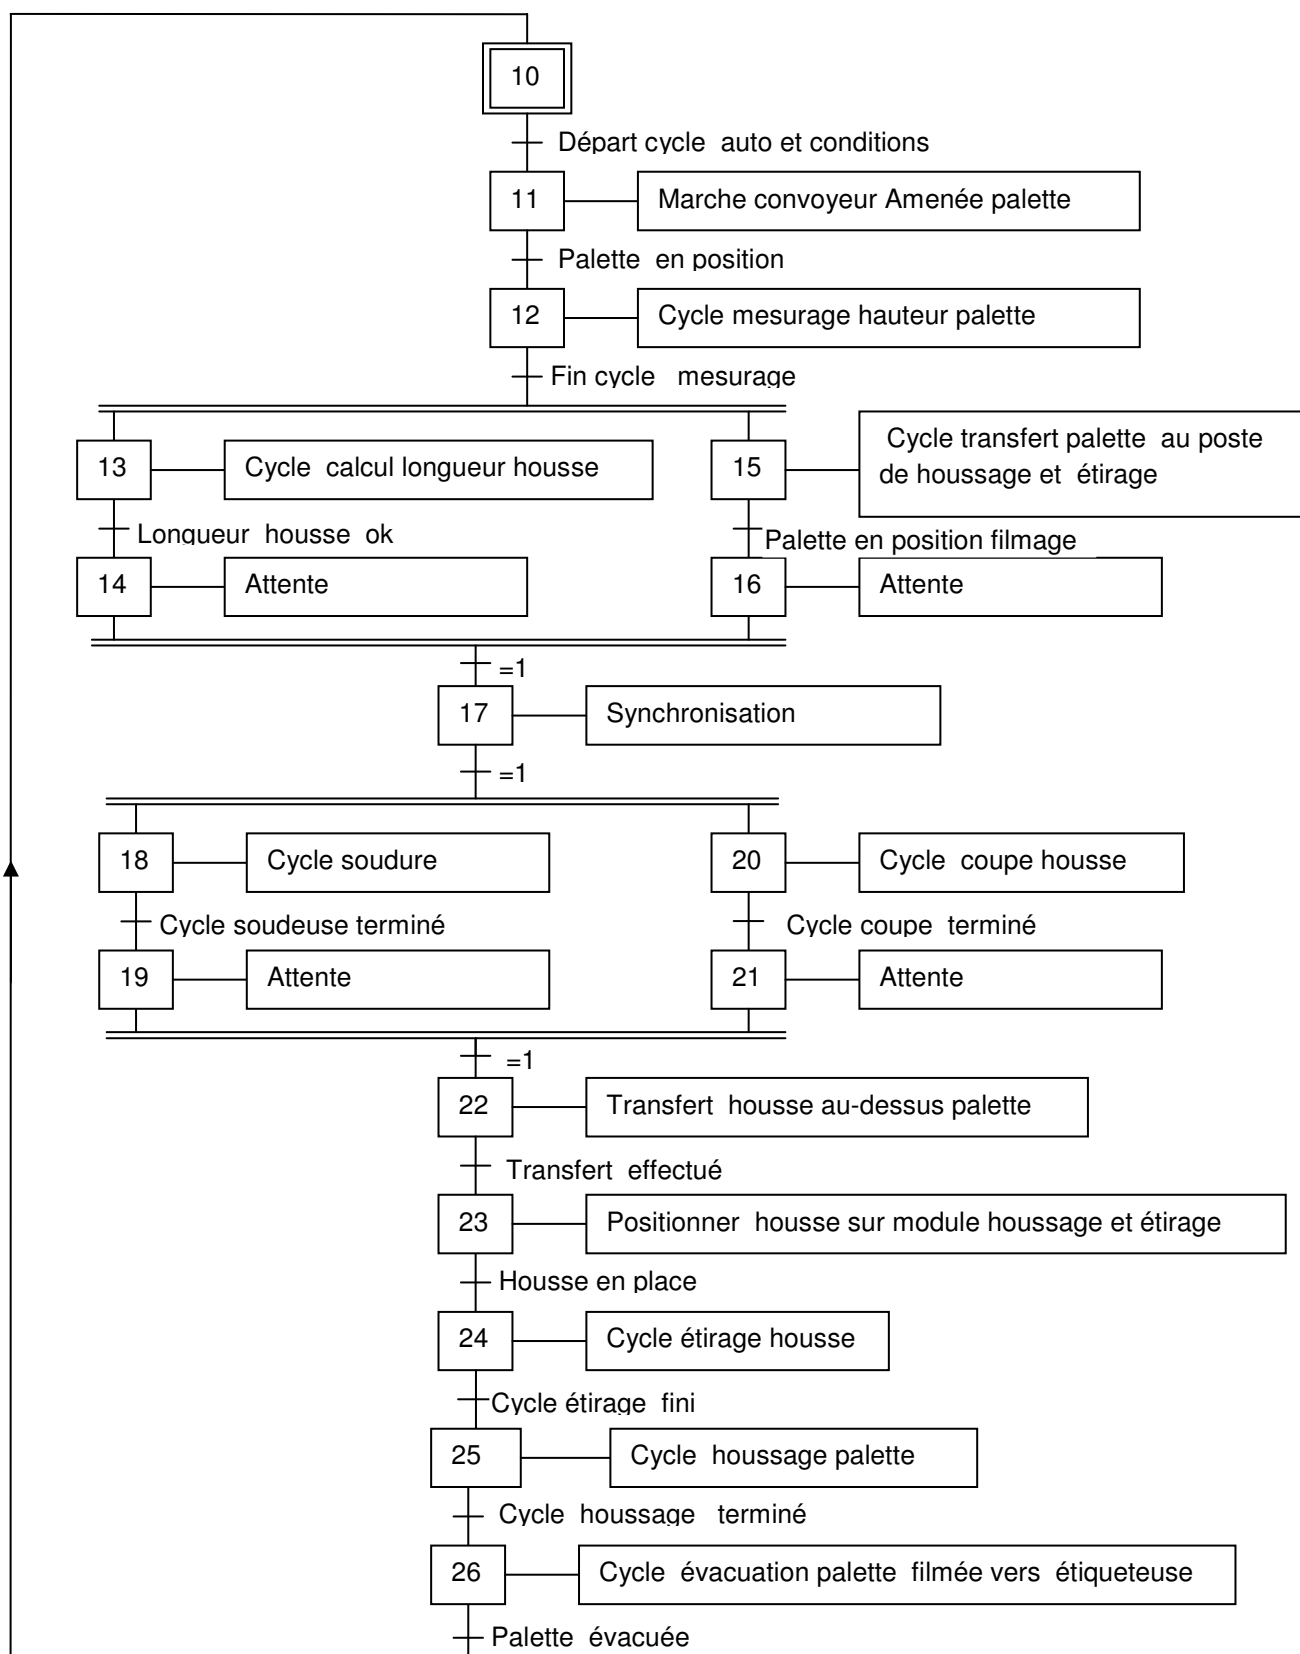 10
Départ cycle auto et conditions
11
Marche convoyeur Amenée palette
Palette en position
12
Cycle mesurage hauteur palette
Fin cycle mesurage
13
Cycle calcul longueur housse
15
Cycle transfert palette au poste
de houssage et étirage
Longueur housse ok
Palette en position filmage
14
Attente
16
Attente
=1
17
Synchronisation
=1
18
Cycle soudure
20
Cycle coupe housse
Cycle soudeuse terminé
Cycle coupe terminé
19
Attente
21
Attente
=1
22
Transfert housse au-dessus palette
Transfert effectué
23
Positionner housse sur module houssage et étirage
Housse en place
24
Cycle étirage housse
Cycle étirage fini
25
Cycle houssage palette
Cycle houssage terminé
26
Cycle évacuation palette filmée vers étiqueteuse
Palette évacuée